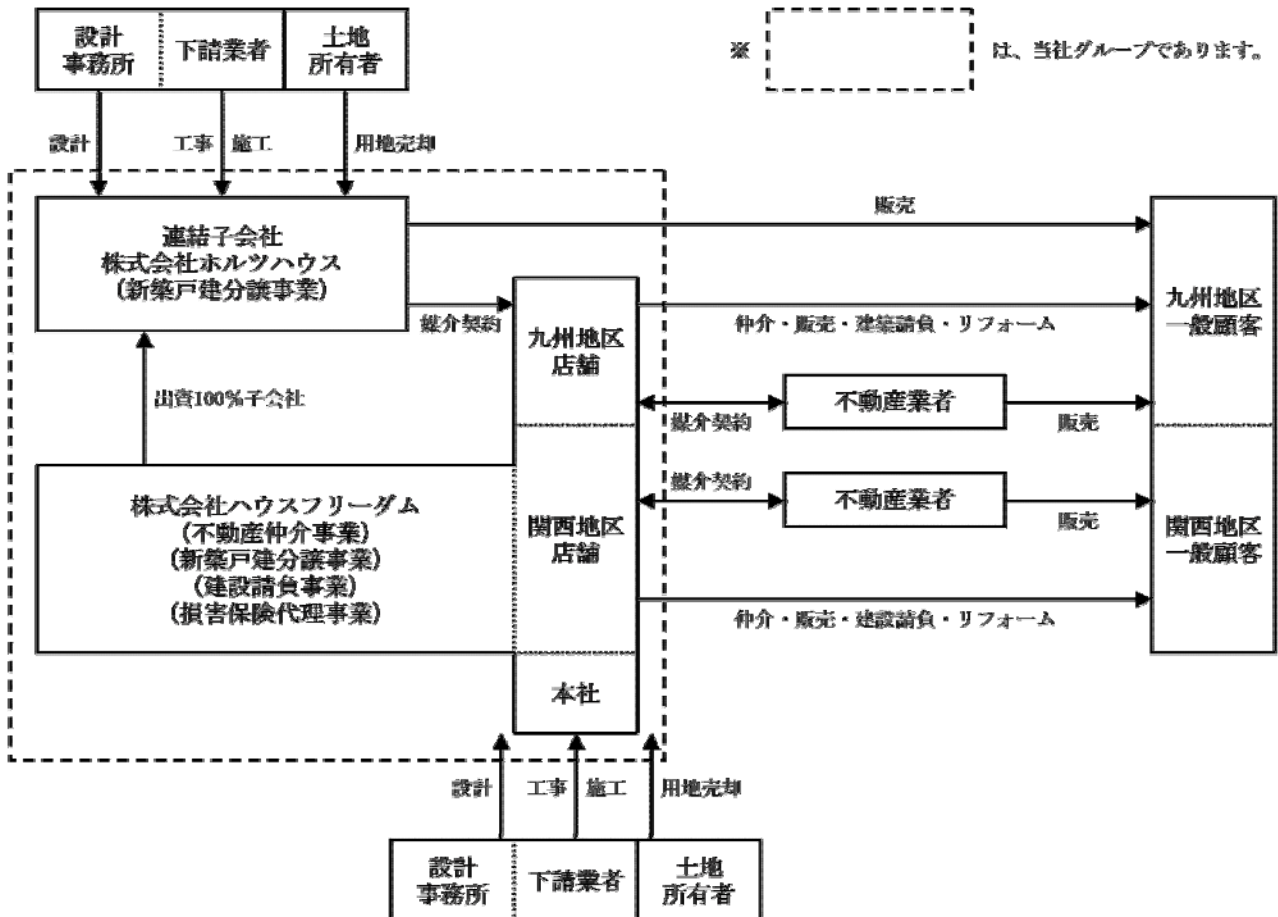 設計
事務所
下請業者
土地
所有者
※
は、当社グループであります。
設計
工事
施工
用地売却
連結子会社
株式会社ホルツハウス
(新築戸建分譲事業)
販売
媒介契約
九州地区
店舗
仲介・販売・建築請負・リフォーム
九州地区
一般顧客
出資100%子会社
媒介契約
不動産業者
販売
媒介契約
不動産業者
販売
株式会社ハウスフリーダム
(不動産仲介事業)
(新築戸建分譲事業)
(建設請負事業)
(損害保険代理事業)
関西地区
店舗
関西地区
一般顧客
仲介・販売・建設請負・リフォーム
本社
設計
工事
施工
用地売却
設計
事務所
下請業者
土地
所有者